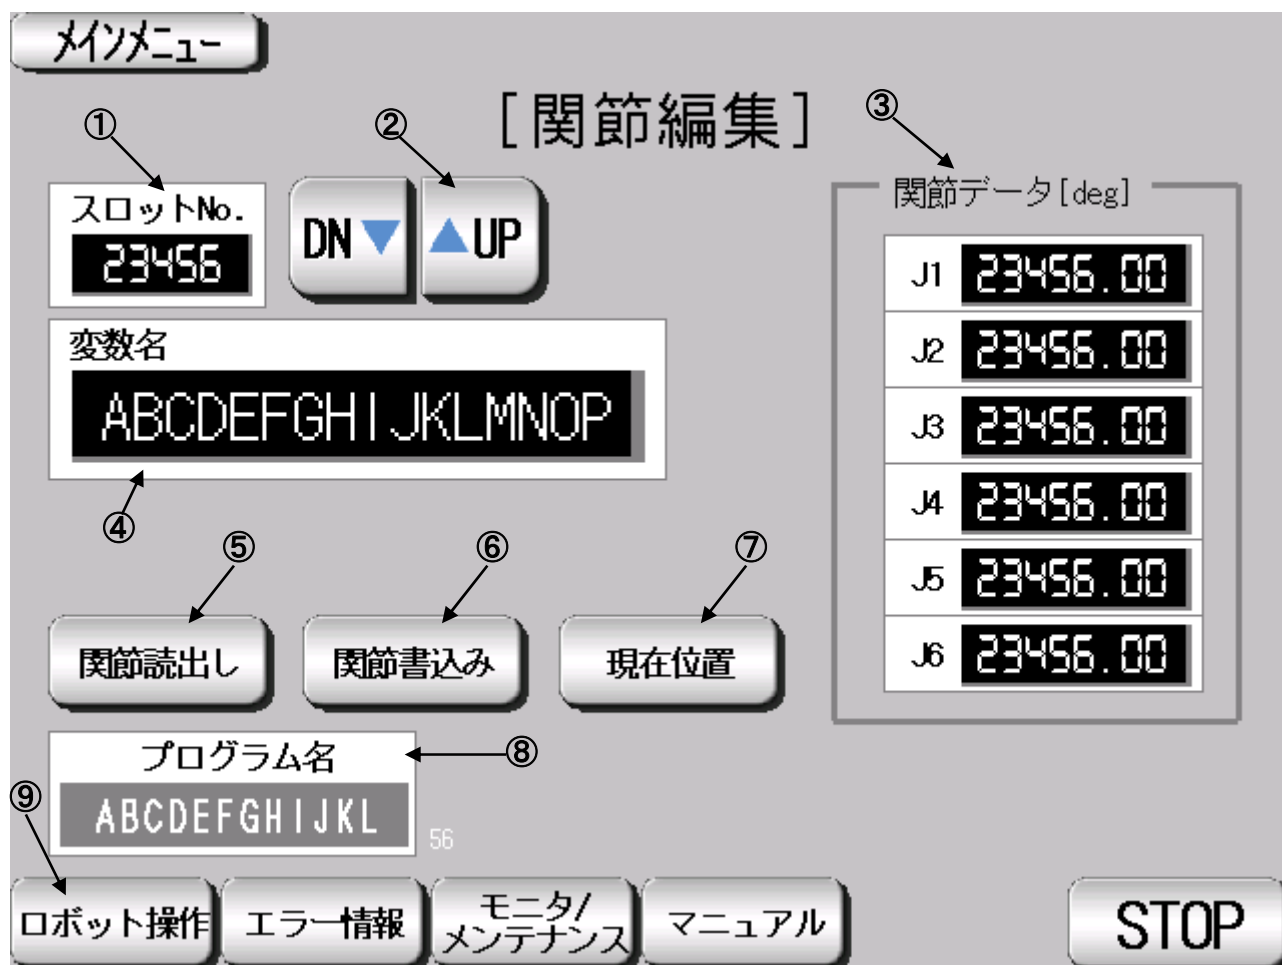 メインメニュー
[関節編集]
①
②
③
スロットNo.
23456
DN▼
▲UP
関節データ[deg]
J1 23456.00
J2 23456.00
J3 23456.00
J4 23456.00
J5 23456.00
J6 23456.00
変数名
ABCDEFGHIJKLMNOP
④
⑤
⑥
⑦
関節読出し
関節書込み
現在位置
プログラム名
⑧
ABCDEFGHIJKL
56
⑨
ロボット操作
エラー情報
モニタ/
メンテナンス
マニュアル
STOP